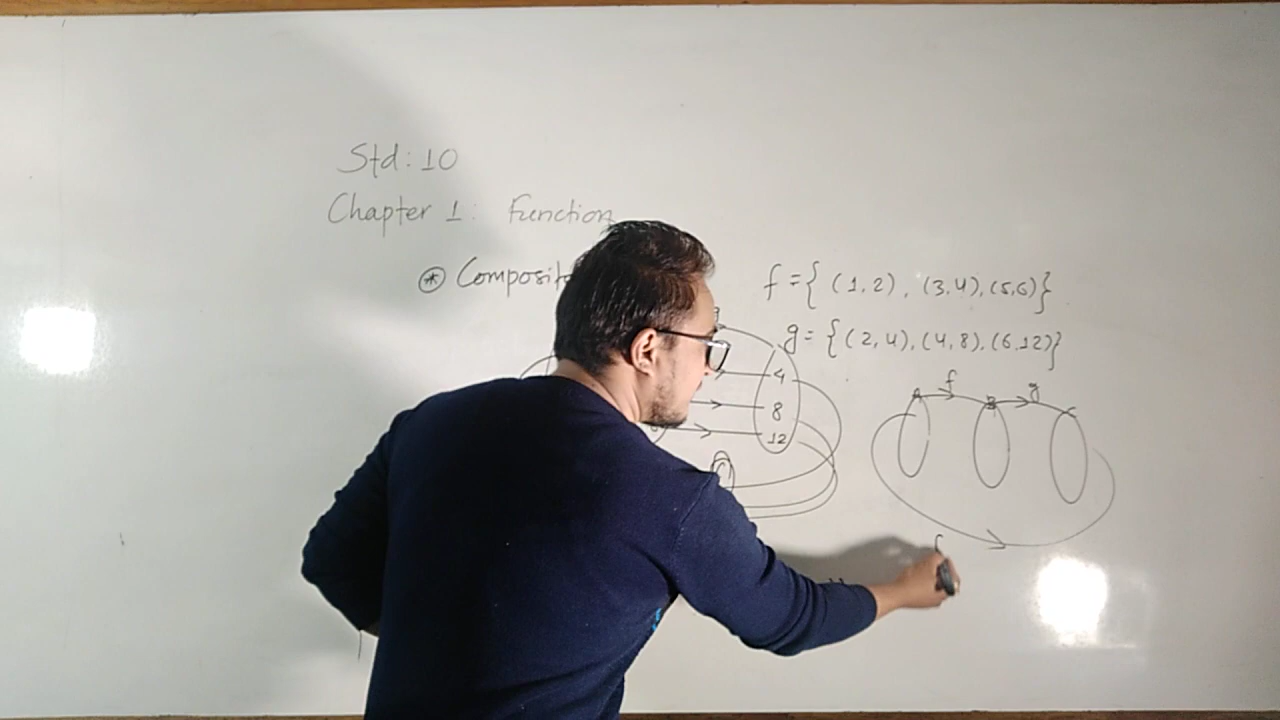 Std: 10
Chapter 1: Function
⊛ Composit
f = { (1,2), (3,4), (5,6)}
g = {(2,4), (4,8), (6,12)}
f g
A B
4
8
12